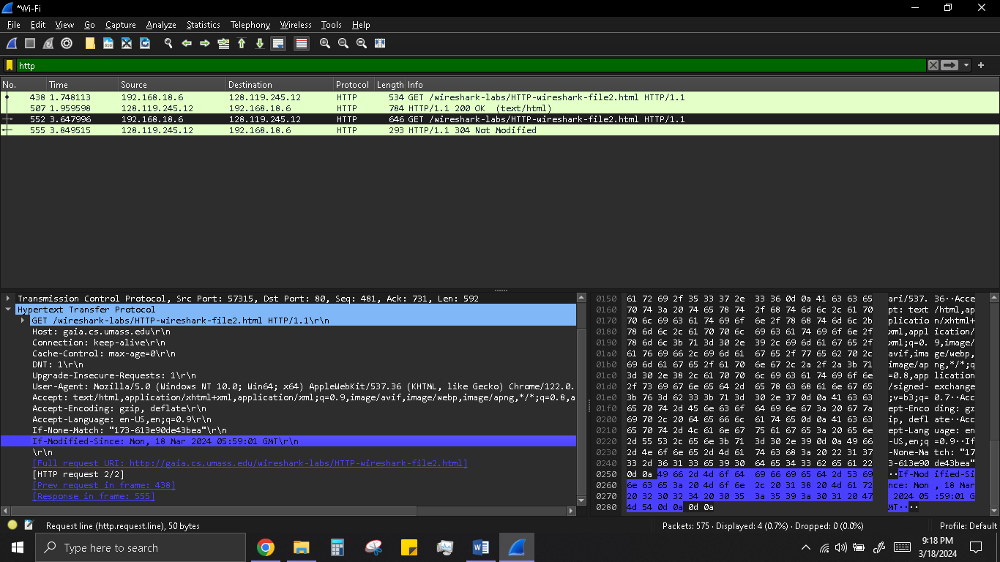 *Wi-Fi
File Edit View Go Capture Analyze Statistics Telephony Wireless Tools Help
http
No. Time Source Destination Protocol Length Info
438 1.748113 192.168.18.6 128.119.245.12 HTTP 534 GET /wireshark-labs/HTTP-wireshark-file2.html HTTP/1.1
507 1.959598 128.119.245.12 192.168.18.6 HTTP 784 HTTP/1.1 200 OK (text/html)
552 3.647996 192.168.18.6 128.119.245.12 HTTP 646 GET /wireshark-labs/HTTP-wireshark-file2.html HTTP/1.1
555 3.849515 128.119.245.12 192.168.18.6 HTTP 293 HTTP/1.1 304 Not Modified
Transmission Control Protocol, Src Port: 57315, Dst Port: 80, Seq: 481, Ack: 731, Len: 592
Hypertext Transfer Protocol
GET /wireshark-labs/HTTP-wireshark-file2.html HTTP/1.1\r\n
Host: gaia.cs.umass.edu\r\n
Connection: keep-alive\r\n
Cache-Control: max-age=0\r\n
DNT: 1\r\n
Upgrade-Insecure-Requests: 1\r\n
User-Agent: Mozilla/5.0 (Windows NT 10.0; Win64; x64) AppleWebKit/537.36 (KHTML, like Gecko) Chrome/122.0.
Accept: text/html,application/xhtml+xml,application/xml;q=0.9,image/avif,image/webp,image/apng,*/*;q=0.8,a
Accept-Encoding: gzip, deflate\r\n
Accept-Language: en-US,en;q=0.9\r\n
If-None-Match: "173-613e90de43bea"\r\n
If-Modified-Since: Mon, 18 Mar 2024 05:59:01 GMT\r\n
\r\n
[Full request URI: http://gaia.cs.umass.edu/wireshark-labs/HTTP-wireshark-file2.html]
[HTTP request 2/2]
[Prev request in frame: 438]
[Response in frame: 555]
0150 61 72 69 2f 35 33 37 2e 33 36 0d 0a 41 63 63 65 ari/537. 36··Acce
0160 70 74 3a 20 74 65 78 74 2f 68 74 6d 6c 2c 61 70 pt: text /html,ap
0170 70 6c 69 63 61 74 69 6f 6e 2f 78 68 74 6d 6c 2b plicatio n/xhtml+
0180 78 6d 6c 2c 61 70 70 6c 69 63 61 74 69 6f 6e 2f xml,appl ication/
0190 78 6d 6c 3b 71 3d 30 2e 39 2c 69 6d 61 67 65 2f xml;q=0. 9,image/
01a0 61 76 69 66 2c 69 6d 61 67 65 2f 77 65 62 70 2c avif,ima ge/webp,
01b0 69 6d 61 67 65 2f 61 70 6e 67 2c 2a 2f 2a 3b 71 image/ap ng,*/*;q
01c0 3d 30 2e 38 2c 61 70 70 6c 69 63 61 74 69 6f 6e =0.8,app lication
01d0 2f 73 69 67 6e 65 64 2d 65 78 63 68 61 6e 67 65 /signed- exchange
01e0 3b 76 3d 62 33 3b 71 3d 30 2e 37 0d 0a 41 63 63 ;v=b3;q= 0.7··Acc
01f0 65 70 74 2d 45 6e 63 6f 64 69 6e 67 3a 20 67 7a ept-Enco ding: gz
0200 69 70 2c 20 64 65 66 6c 61 74 65 0d 0a 41 63 63 ip, defl ate··Acc
0210 65 70 74 2d 4c 61 6e 67 75 61 67 65 3a 20 65 6e ept-Lang uage: en
0220 2d 55 53 2c 65 6e 3b 71 3d 30 2e 39 0d 0a 49 66 -US,en;q =0.9··If
0230 2d 4e 6f 6e 65 2d 4d 61 74 63 68 3a 20 22 31 37 -None-Ma tch: "17
0240 33 2d 36 31 33 65 39 30 64 65 34 33 62 65 61 22 3-613e90 de43bea"
0250 0d 0a 49 66 2d 4d 6f 64 69 66 69 65 64 2d 53 69 ··If-Mod ified-Si
0260 6e 63 65 3a 20 4d 6f 6e 2c 20 31 38 20 4d 61 72 nce: Mon , 18 Mar
0270 20 32 30 32 34 20 30 35 3a 35 39 3a 30 31 20 47 2024 05 :59:01 G
0280 4d 54 0d 0a 0d 0a MT····
Request line (http.request.line), 50 bytes Packets: 575 · Displayed: 4 (0.7%) · Dropped: 0 (0.0%) Profile: Default
Type here to search
9:18 PM
3/18/2024